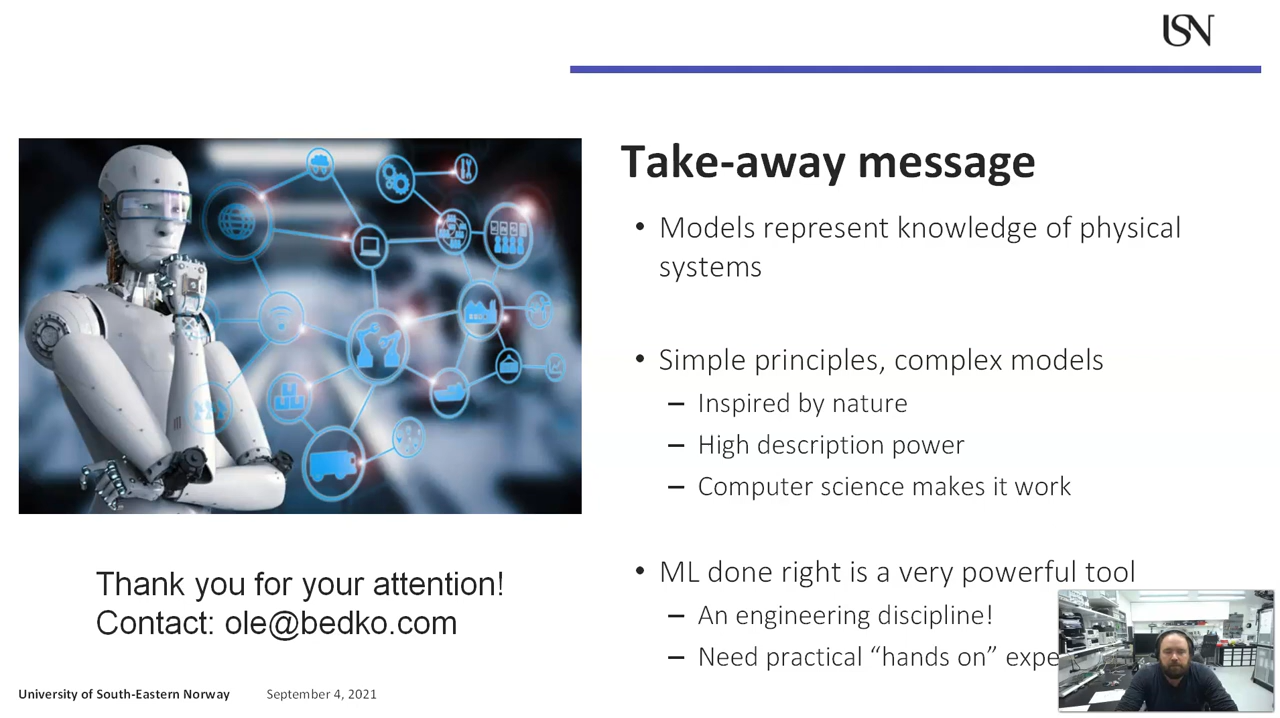 USN
Take-away message
• Models represent knowledge of physical
systems
• Simple principles, complex models
– Inspired by nature
– High description power
– Computer science makes it work
• ML done right is a very powerful tool
– An engineering discipline!
– Need practical “hands on” expe
Thank you for your attention!
Contact: ole@bedko.com
University of South-Eastern Norway September 4, 2021